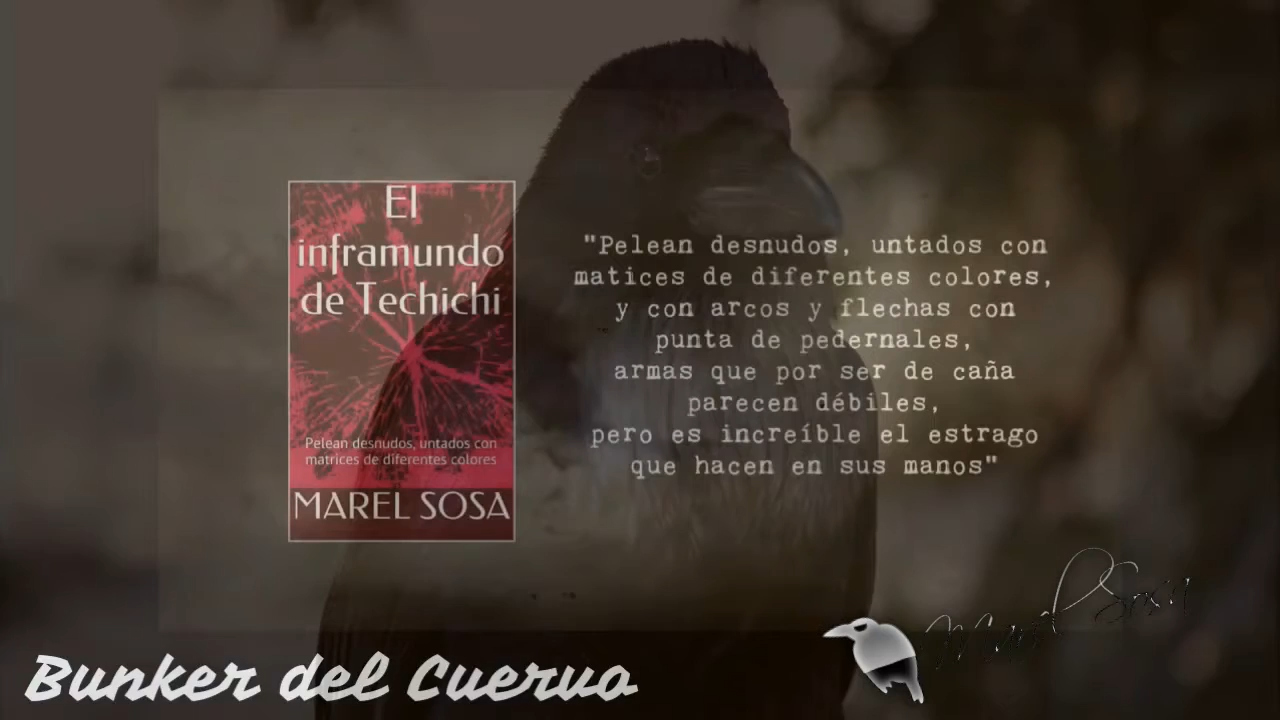 El
inframundo
de Techichi
Pelean desnudos, untados con
matrices de diferentes colores
MAREL SOSA
"Pelean desnudos, untados con
matices de diferentes colores,
y con arcos y flechas con
punta de pedernales,
armas que por ser de caña
parecen débiles,
pero es increíble el estrago
que hacen en sus manos"
Marel Sosa
Bunker del Cuervo